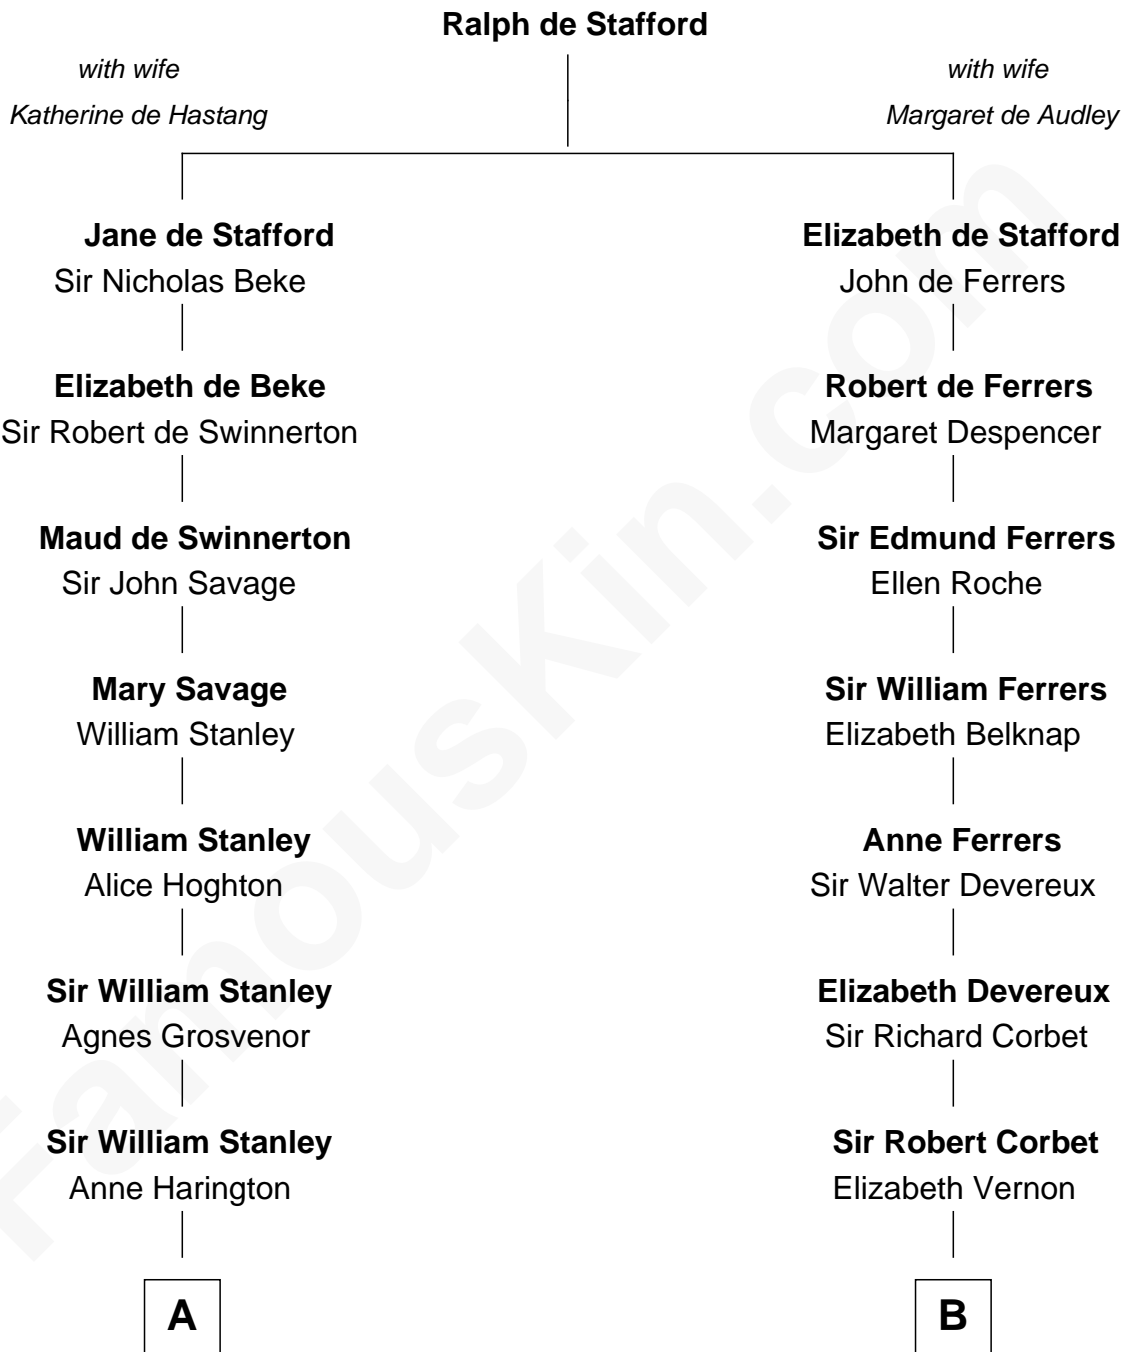 Ralph de Stafford
with wife
Katherine de Hastang
with wife
Margaret de Audley
Jane de Stafford
Sir Nicholas Beke
Elizabeth de Stafford
John de Ferrers
Elizabeth de Beke
Sir Robert de Swinnerton
Robert de Ferrers
Margaret Despencer
Maud de Swinnerton
Sir John Savage
Sir Edmund Ferrers
Ellen Roche
Mary Savage
William Stanley
Sir William Ferrers
Elizabeth Belknap
William Stanley
Alice Hoghton
Anne Ferrers
Sir Walter Devereux
Sir William Stanley
Agnes Grosvenor
Elizabeth Devereux
Sir Richard Corbet
Sir William Stanley
Anne Harington
Sir Robert Corbet
Elizabeth Vernon
A
B
FamousKin.com